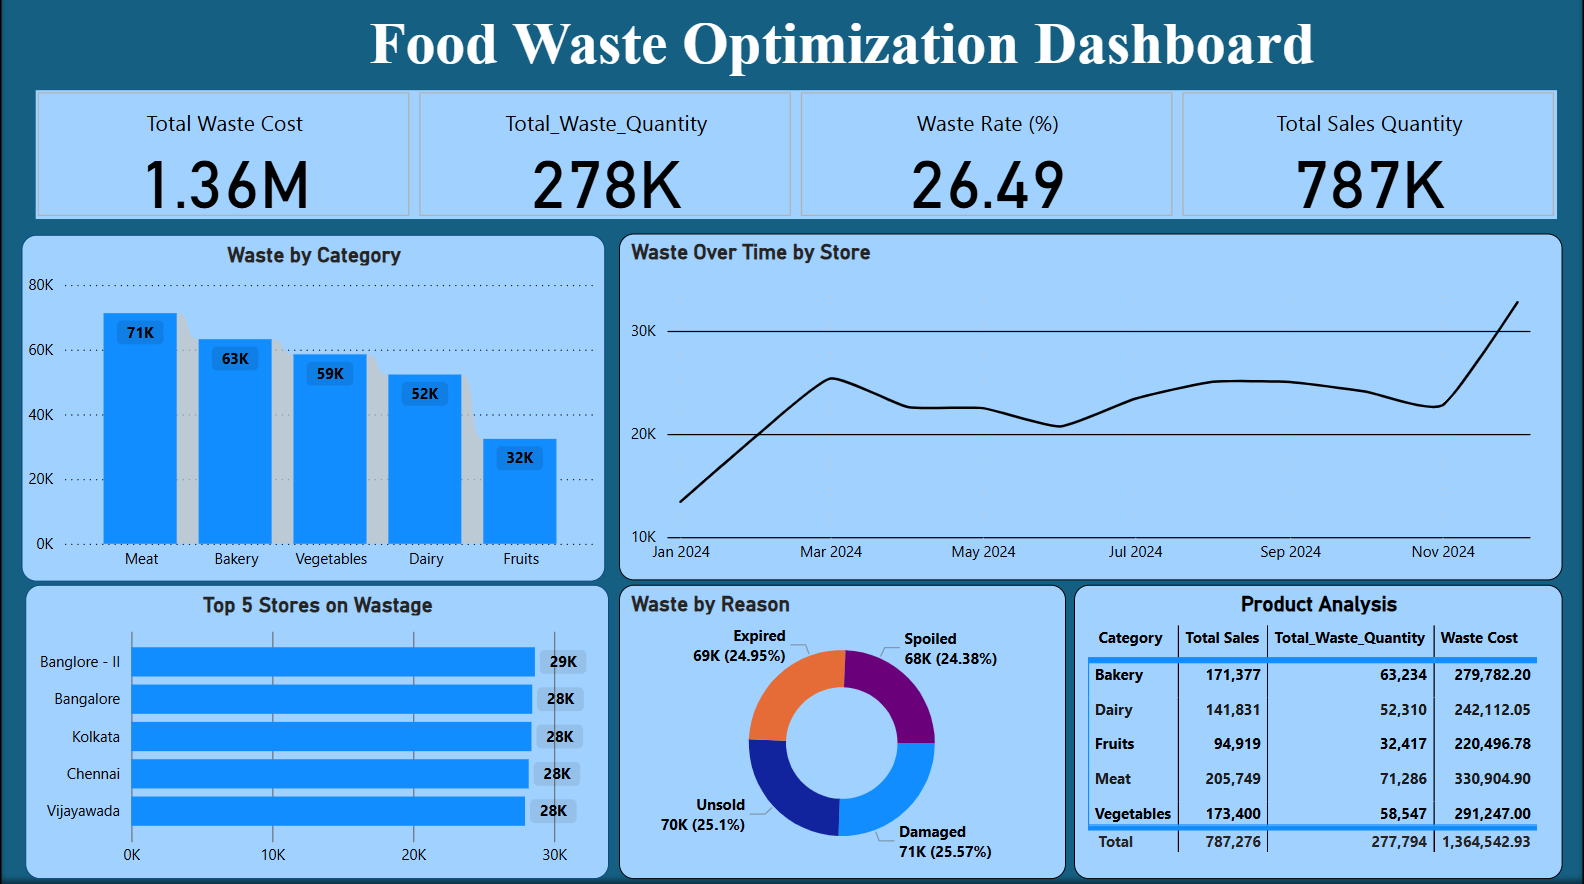 Food Waste Optimization Dashboard
Total Waste Cost
1.36M
Total_Waste_Quantity
278K
Waste Rate (%)
26.49
Total Sales Quantity
787K
Waste by Category
80K
60K
40K
20K
0K
71K
63K
59K
52K
32K
Meat Bakery Vegetables Dairy Fruits
Waste Over Time by Store
30K
20K
10K
Jan 2024 Mar 2024 May 2024 Jul 2024 Sep 2024 Nov 2024
Top 5 Stores on Wastage
Banglore - II 29K
Bangalore 28K
Kolkata 28K
Chennai 28K
Vijayawada 28K
0K 10K 20K 30K
Waste by Reason
Expired
69K (24.95%)
Spoiled
68K (24.38%)
Unsold
70K (25.1%)
Damaged
71K (25.57%)
Product Analysis
Category Total Sales Total_Waste_Quantity Waste Cost
Bakery 171,377 63,234 279,782.20
Dairy 141,831 52,310 242,112.05
Fruits 94,919 32,417 220,496.78
Meat 205,749 71,286 330,904.90
Vegetables 173,400 58,547 291,247.00
Total 787,276 277,794 1,364,542.93